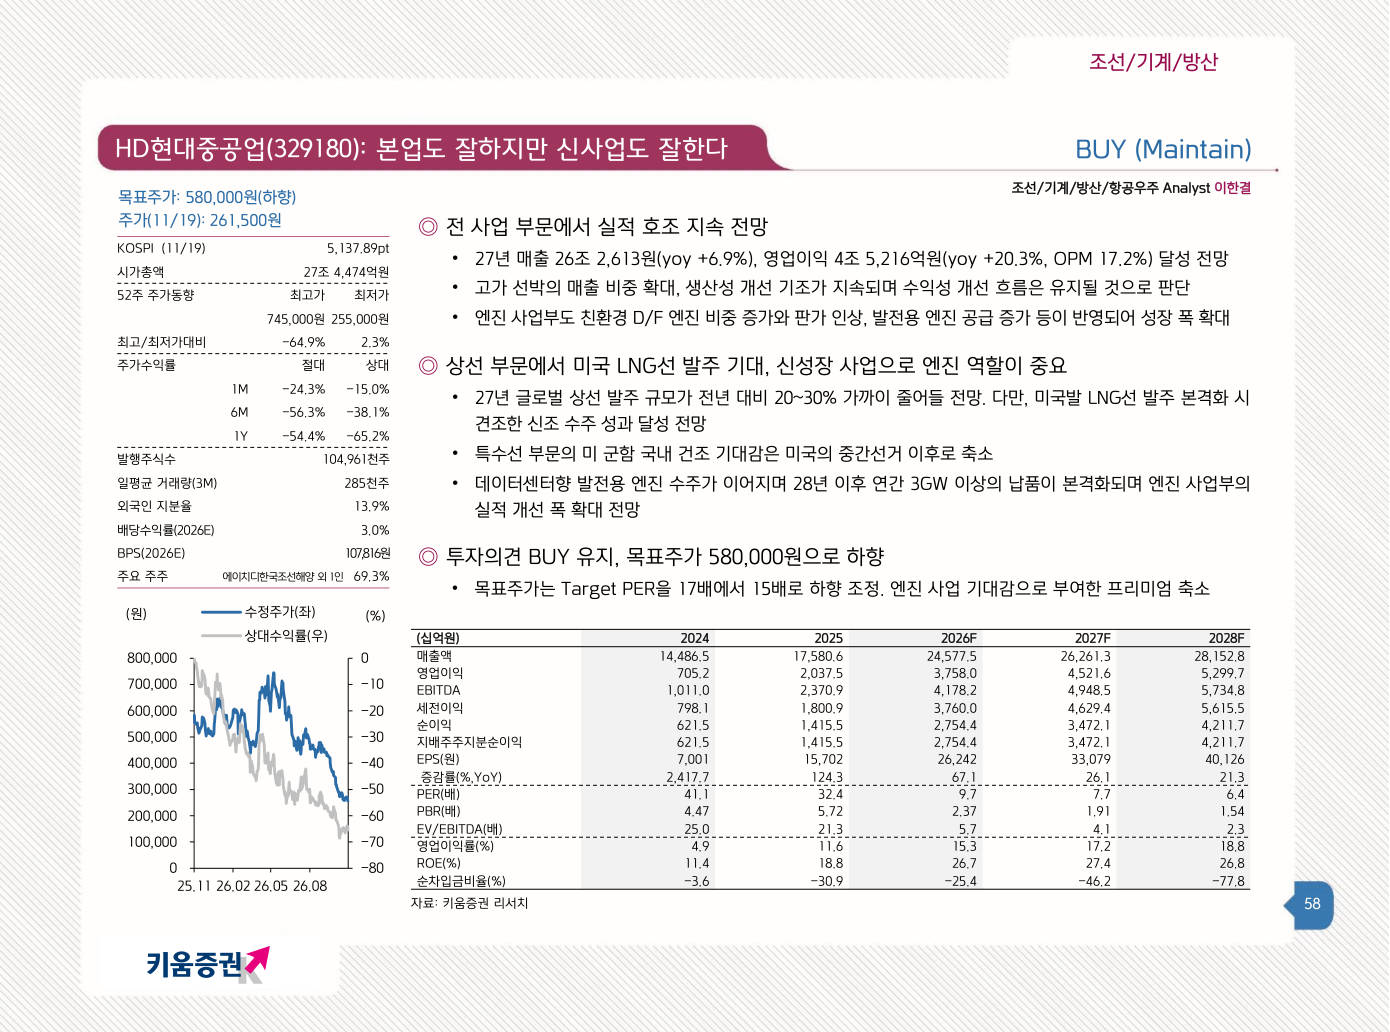 조선/기계/방산
HD현대중공업(329180): 본업도 잘하지만 신사업도 잘한다
BUY (Maintain)
조선/기계/방산/항공우주 Analyst 이한결
목표주가: 580,000원(하향)
주가(11/19): 261,500원
KOSPI (11/19) 5,137.89pt
시가총액 27조 4,474억원
52주 주가동향 최고가 최저가
745,000원 255,000원
최고/최저가대비 -64.9% 2.3%
주가수익률 절대 상대
1M -24.3% -15.0%
6M -56.3% -38.1%
1Y -54.4% -65.2%
발행주식수 104,961천주
일평균 거래량(3M) 285천주
외국인 지분율 13.9%
배당수익률(2026E) 3.0%
BPS(2026E) 107,816원
주요 주주 에이치디한국조선해양 외 1인 69.3%
(원) 수정주가(좌) (%)
상대수익률(우)
800,000 0
700,000 -10
600,000 -20
500,000 -30
400,000 -40
300,000 -50
200,000 -60
100,000 -70
0 -80
25.11 26.02 26.05 26.08
◎ 전 사업 부문에서 실적 호조 지속 전망
• 27년 매출 26조 2,613원(yoy +6.9%), 영업이익 4조 5,216억원(yoy +20.3%, OPM 17.2%) 달성 전망
• 고가 선박의 매출 비중 확대, 생산성 개선 기조가 지속되며 수익성 개선 흐름은 유지될 것으로 판단
• 엔진 사업부도 친환경 D/F 엔진 비중 증가와 판가 인상, 발전용 엔진 공급 증가 등이 반영되어 성장 폭 확대
◎ 상선 부문에서 미국 LNG선 발주 기대, 신성장 사업으로 엔진 역할이 중요
• 27년 글로벌 상선 발주 규모가 전년 대비 20~30% 가까이 줄어들 전망. 다만, 미국발 LNG선 발주 본격화 시
견조한 신조 수주 성과 달성 전망
• 특수선 부문의 미 군함 국내 건조 기대감은 미국의 중간선거 이후로 축소
• 데이터센터향 발전용 엔진 수주가 이어지며 28년 이후 연간 3GW 이상의 납품이 본격화되며 엔진 사업부의
실적 개선 폭 확대 전망
◎ 투자의견 BUY 유지, 목표주가 580,000원으로 하향
• 목표주가는 Target PER을 17배에서 15배로 하향 조정. 엔진 사업 기대감으로 부여한 프리미엄 축소
(십억원) 2024 2025 2026F 2027F 2028F
매출액 14,486.5 17,580.6 24,577.5 26,261.3 28,152.8
영업이익 705.2 2,037.5 3,758.0 4,521.6 5,299.7
EBITDA 1,011.0 2,370.9 4,178.2 4,948.5 5,734.8
세전이익 798.1 1,800.9 3,760.0 4,629.4 5,615.5
순이익 621.5 1,415.5 2,754.4 3,472.1 4,211.7
지배주주지분순이익 621.5 1,415.5 2,754.4 3,472.1 4,211.7
EPS(원) 7,001 15,702 26,242 33,079 40,126
증감률(%,YoY) 2,417.7 124.3 67.1 26.1 21.3
PER(배) 41.1 32.4 9.7 7.7 6.4
PBR(배) 4.47 5.72 2.37 1.91 1.54
EV/EBITDA(배) 25.0 21.3 5.7 4.1 2.3
영업이익률(%) 4.9 11.6 15.3 17.2 18.8
ROE(%) 11.4 18.8 26.7 27.4 26.8
순차입금비율(%) -3.6 -30.9 -25.4 -46.2 -77.8
자료: 키움증권 리서치
58
키움증권